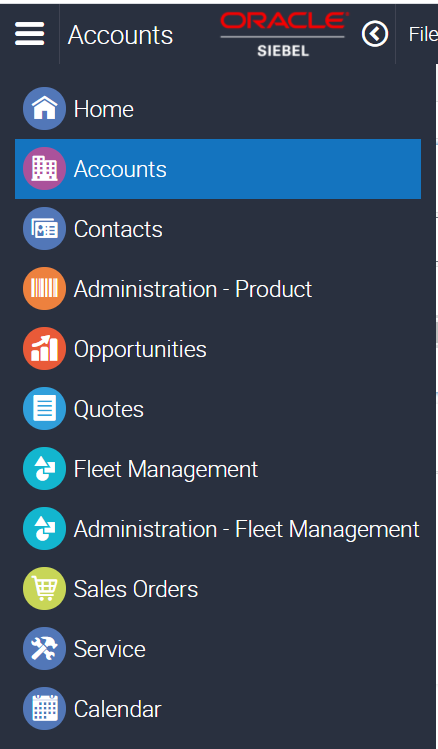 Accounts
ORACLE
SIEBEL
File
Home
Accounts
Contacts
Administration - Product
Opportunities
Quotes
Fleet Management
Administration - Fleet Management
Sales Orders
Service
Calendar